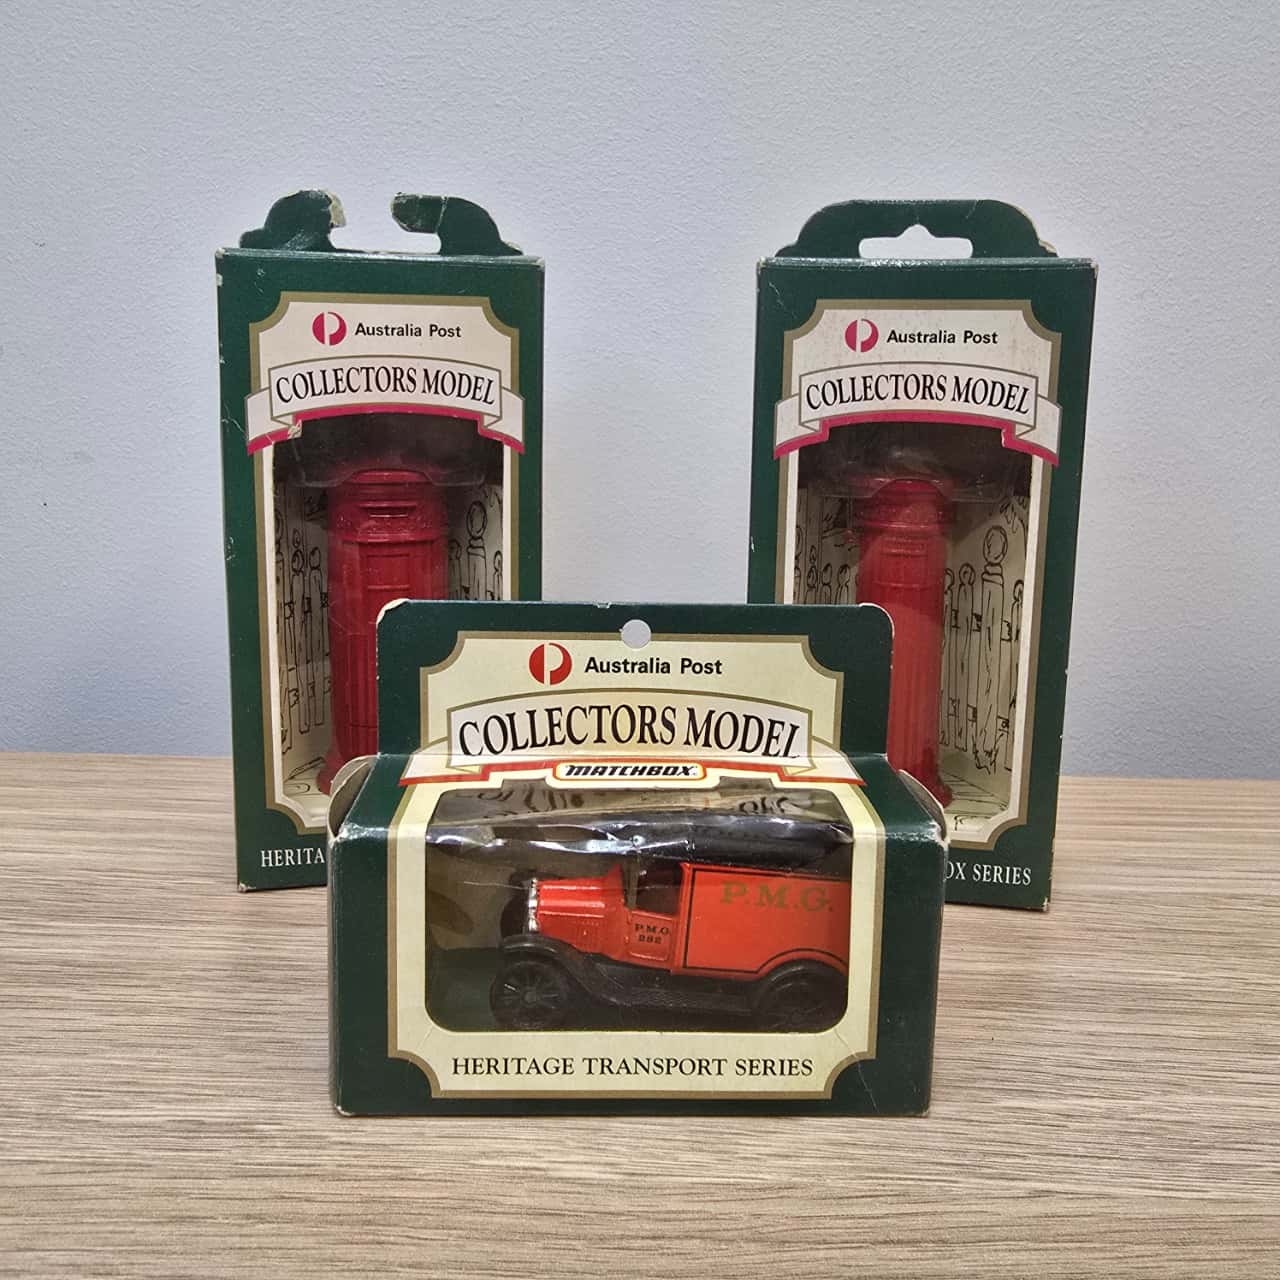 Australia Post
COLLECTORS MODEL
HERITA
Australia Post
COLLECTORS MODEL
OX SERIES
Australia Post
COLLECTORS MODEL
MATCHBOX
P.M.G.
P.M.G.
292
HERITAGE TRANSPORT SERIES